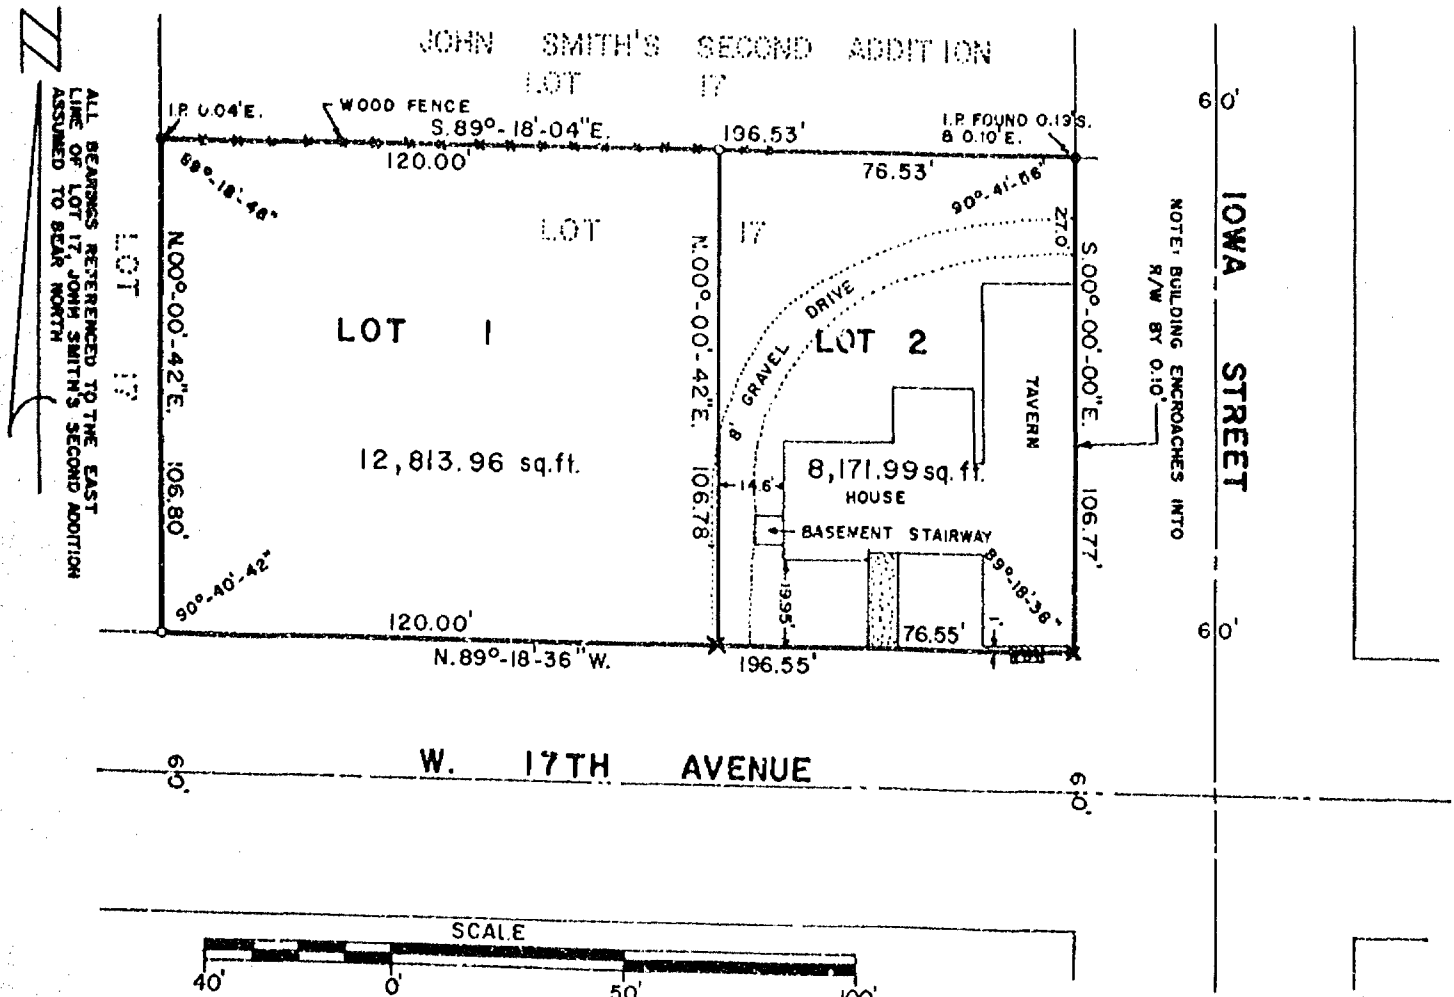 JOHN SMITH'S SECOND ADDITION
LOT 17
I.P. 0.04'E.
WOOD FENCE
S.89°-18'-04"E.
196.53'
I.P. FOUND 0.19'S.
& 0.10'E.
120.00'
76.53'
60'
90°-41'-56"
27.0'
LOT 17
LOT 17
ALL BEARINGS REFERENCED TO THE EAST
LINE OF LOT 17, JOHN SMITH'S SECOND ADDITION
ASSUMED TO BEAR NORTH
N.00°-00'-42"E. 106.80'
LOT 1
12,813.96 sq.ft.
N.00°-00'-42"E. 106.78'
8' GRAVEL DRIVE
LOT 2
TAVERN
S.00°-00'-00"E. 106.77'
NOTE: BUILDING ENCROACHES INTO
R/W BY 0.10'
IOWA STREET
8,171.99 sq.ft.
14.6'
HOUSE
BASEMENT STAIRWAY
89°-18'-36"
90°-40'-42"
19.95'
1'
120.00'
76.55'
60'
N.89°-18'-36"W.
196.55'
60'
W. 17TH AVENUE
60'
SCALE
40'
0'
50'
100'